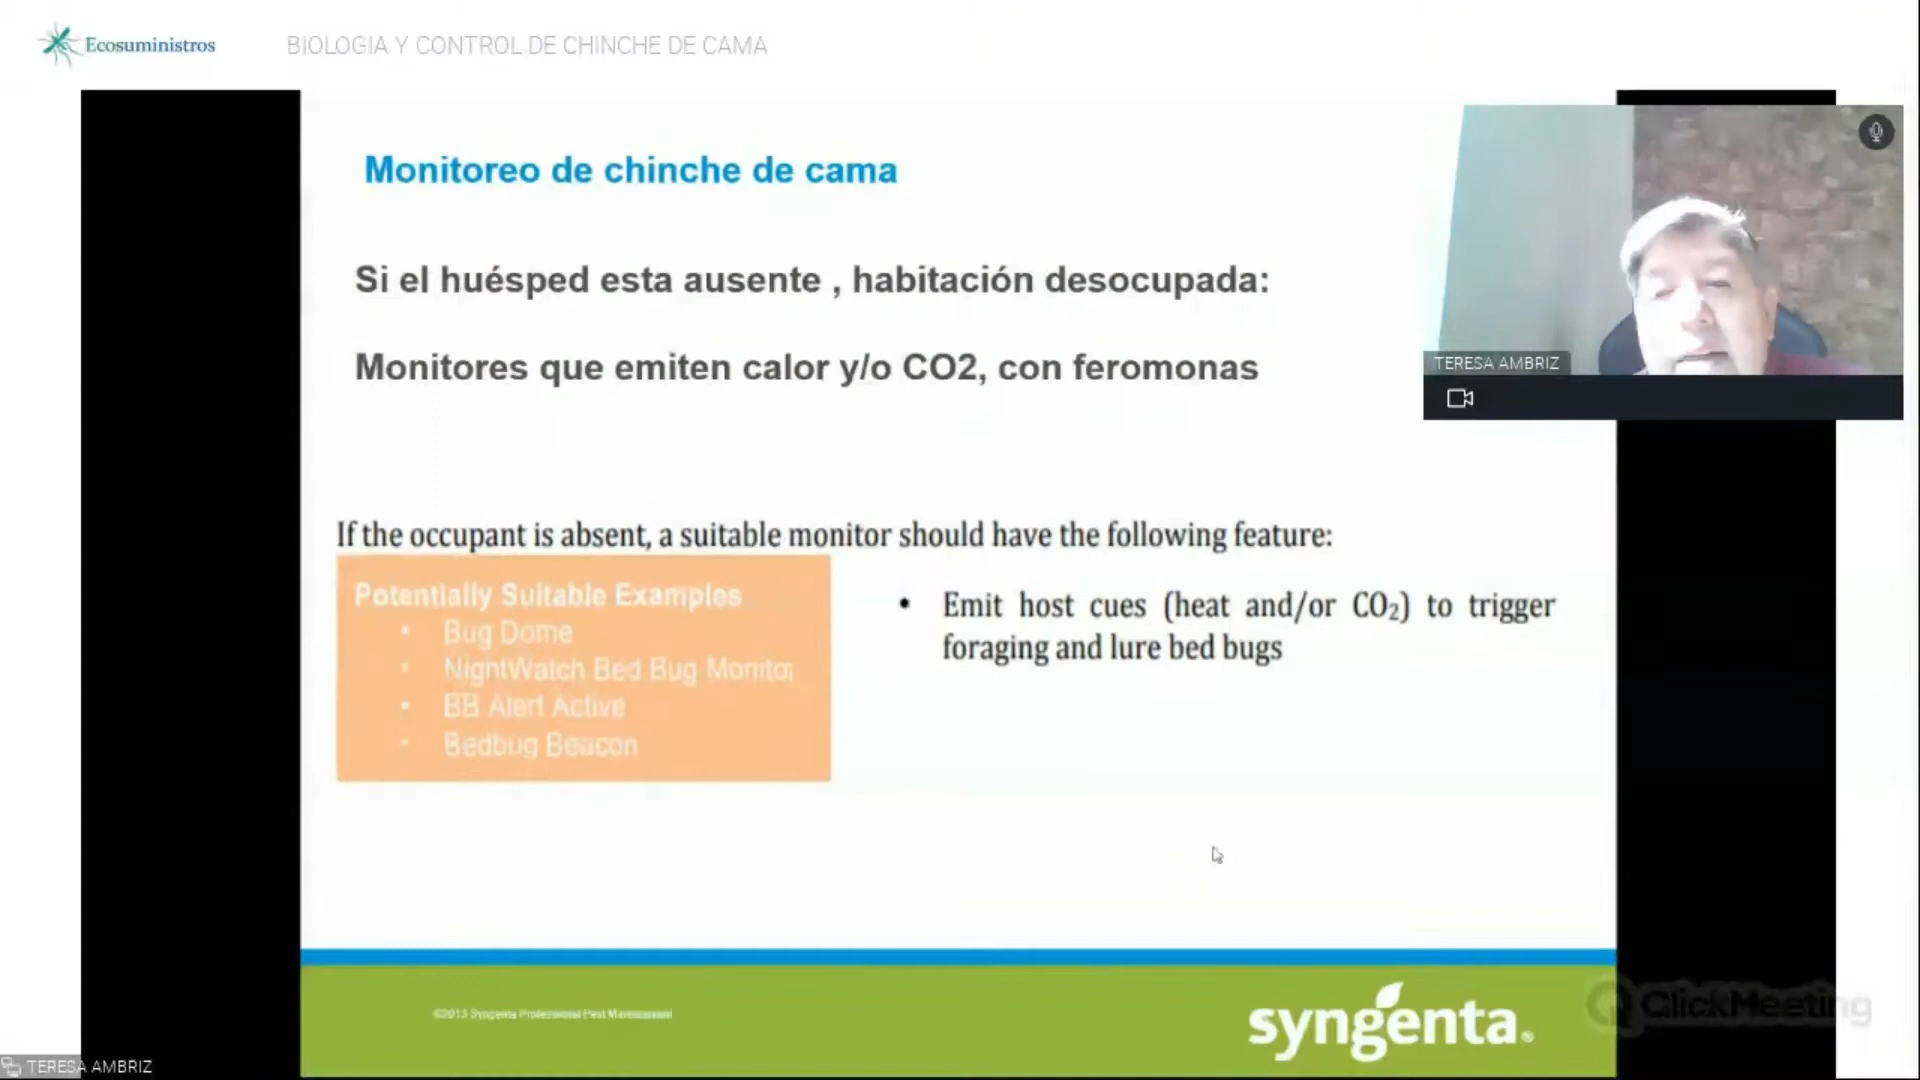 Ecosuministros
BIOLOGIA Y CONTROL DE CHINCHE DE CAMA
Monitoreo de chinche de cama
Si el huésped esta ausente , habitación desocupada:
Monitores que emiten calor y/o CO2, con feromonas
TERESA AMBRIZ
If the occupant is absent, a suitable monitor should have the following feature:
Potentially Suitable Examples
• Bug Dome
• NightWatch Bed Bug Monitor
• BB Alert Active
• Bedbug Beacon
• Emit host cues (heat and/or CO₂) to trigger
foraging and lure bed bugs
©2013 Syngenta Professional Pest Management
syngenta®
ClickMeeting
TERESA AMBRIZ